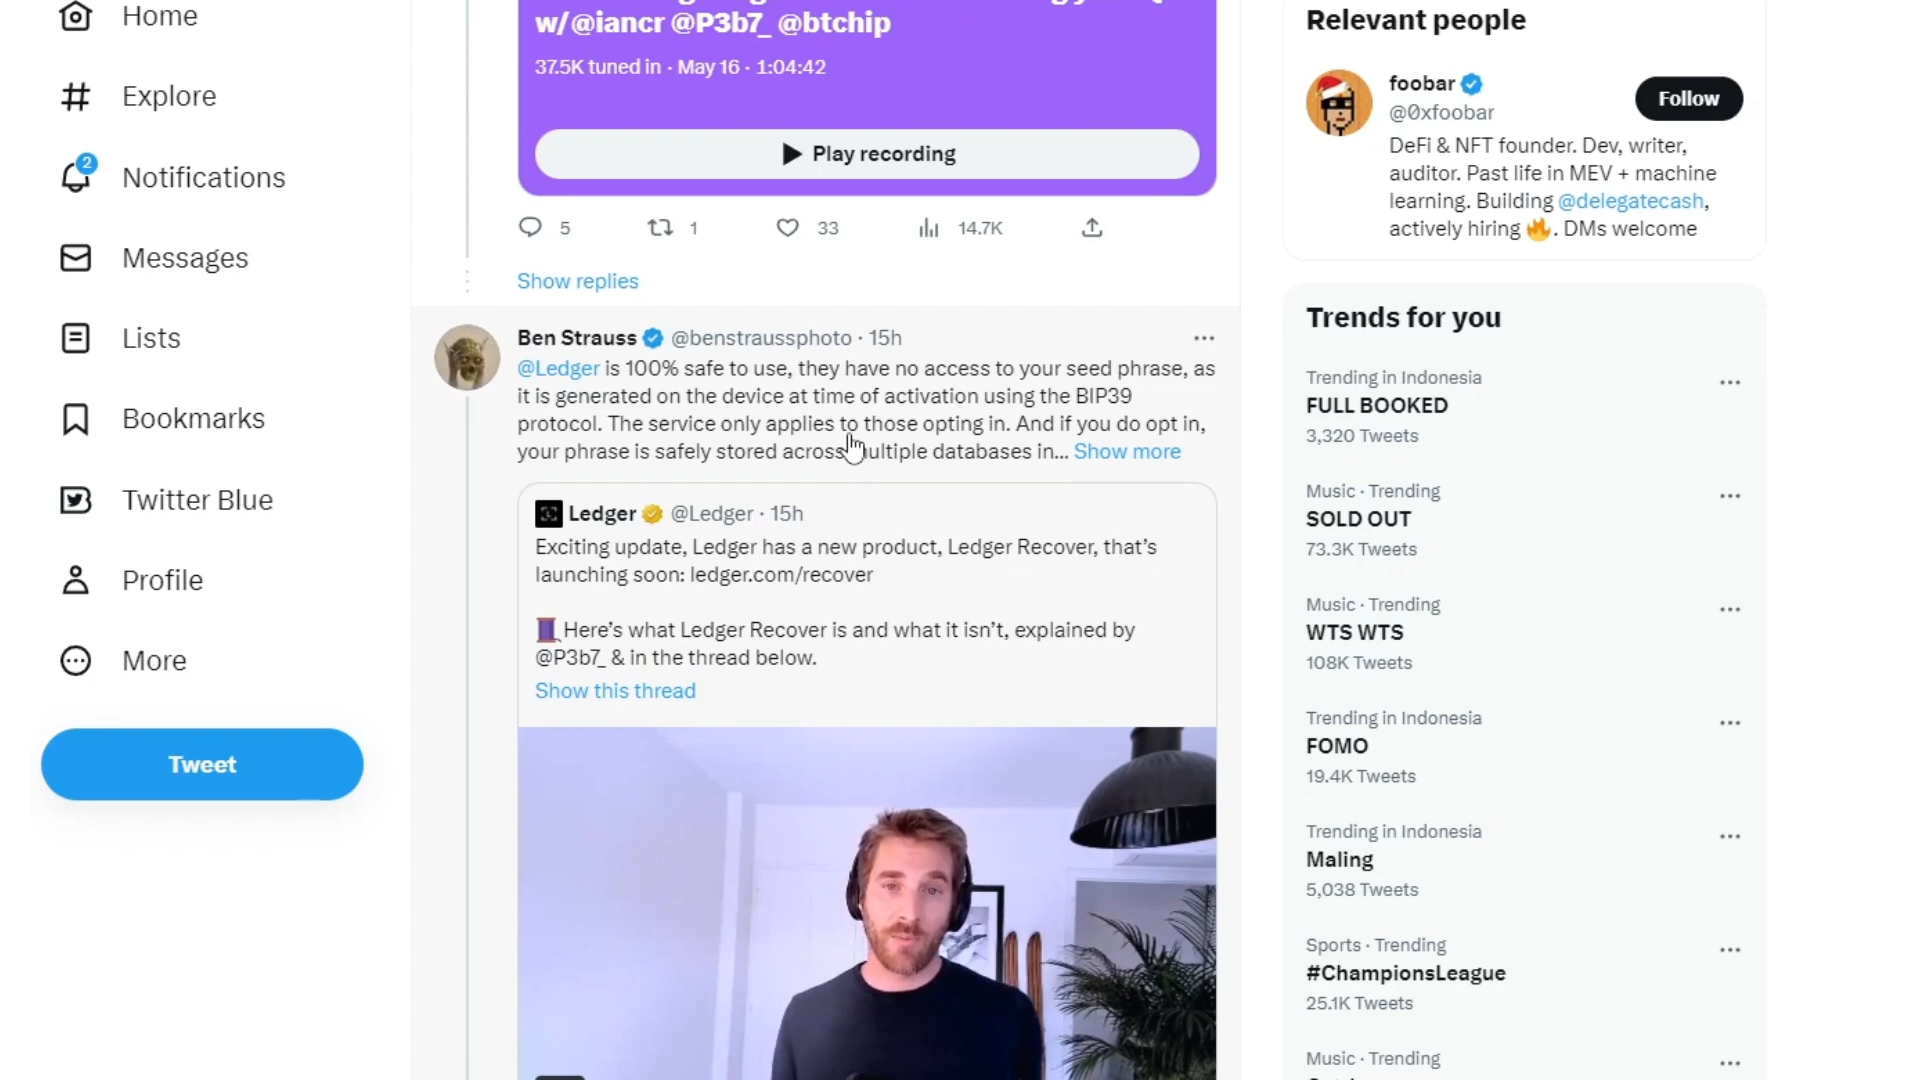 Home
Explore
2
Notifications
Messages
Lists
Bookmarks
Twitter Blue
Profile
More
Tweet
w/@iancr @P3b7_ @btchip
37.5K tuned in · May 16 · 1:04:42
Play recording
5
1
33
14.7K
Show replies
Ben Strauss @benstraussphoto · 15h
@Ledger is 100% safe to use, they have no access to your seed phrase, as
it is generated on the device at time of activation using the BIP39
protocol. The service only applies to those opting in. And if you do opt in,
your phrase is safely stored across multiple databases in... Show more
Ledger @Ledger · 15h
Exciting update, Ledger has a new product, Ledger Recover, that's
launching soon: ledger.com/recover
Here's what Ledger Recover is and what it isn't, explained by
@P3b7_ & in the thread below.
Show this thread
Relevant people
foobar
@0xfoobar
Follow
DeFi & NFT founder. Dev, writer,
auditor. Past life in MEV + machine
learning. Building @delegatecash,
actively hiring 🔥. DMs welcome
Trends for you
Trending in Indonesia
FULL BOOKED
3,320 Tweets
Music · Trending
SOLD OUT
73.3K Tweets
Music · Trending
WTS WTS
108K Tweets
Trending in Indonesia
FOMO
19.4K Tweets
Trending in Indonesia
Maling
5,038 Tweets
Sports · Trending
#ChampionsLeague
25.1K Tweets
Music · Trending